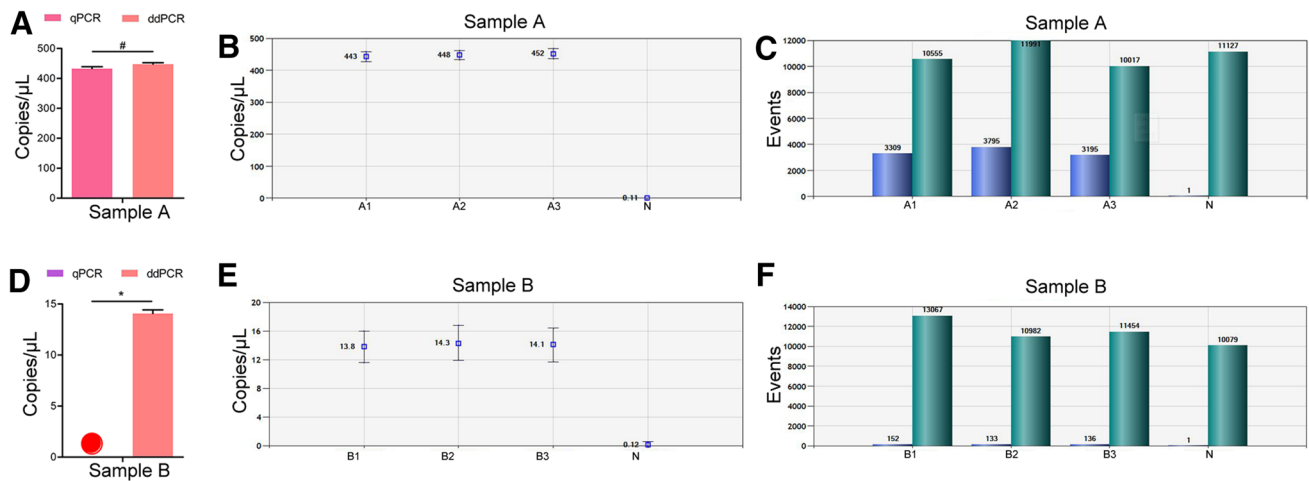 A
qPCR ddPCR
#
Copies/µL
500
400
300
200
100
0
Sample A
B
Sample A
Copies/µL
500
400
300
200
100
0
443
448
452
0.11
A1 A2 A3 N
C
Sample A
Events
12000
10000
8000
6000
4000
2000
0
3309
10555
3795
11991
3195
10017
1
11127
A1 A2 A3 N
D
qPCR ddPCR
*
Copies/µL
15
10
5
0
Sample B
E
Sample B
Copies/µL
20
16
12
8
4
0
13.8
14.3
14.1
0.12
B1 B2 B3 N
F
Sample B
Events
14000
12000
10000
8000
6000
4000
2000
0
152
13067
133
10982
136
11454
1
10079
B1 B2 B3 N